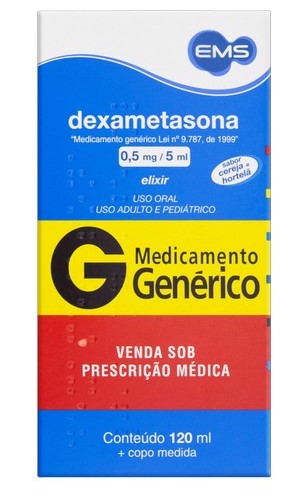 EMS
dexametasona
"Medicamento genérico Lei nº 9.787, de 1999"
0,5 mg / 5 ml
sabor
cereja e
hortelã
elixir
USO ORAL
USO ADULTO E PEDIÁTRICO
G Medicamento
Genérico
VENDA SOB
PRESCRIÇÃO MÉDICA
Conteúdo 120 ml
+ copo medida